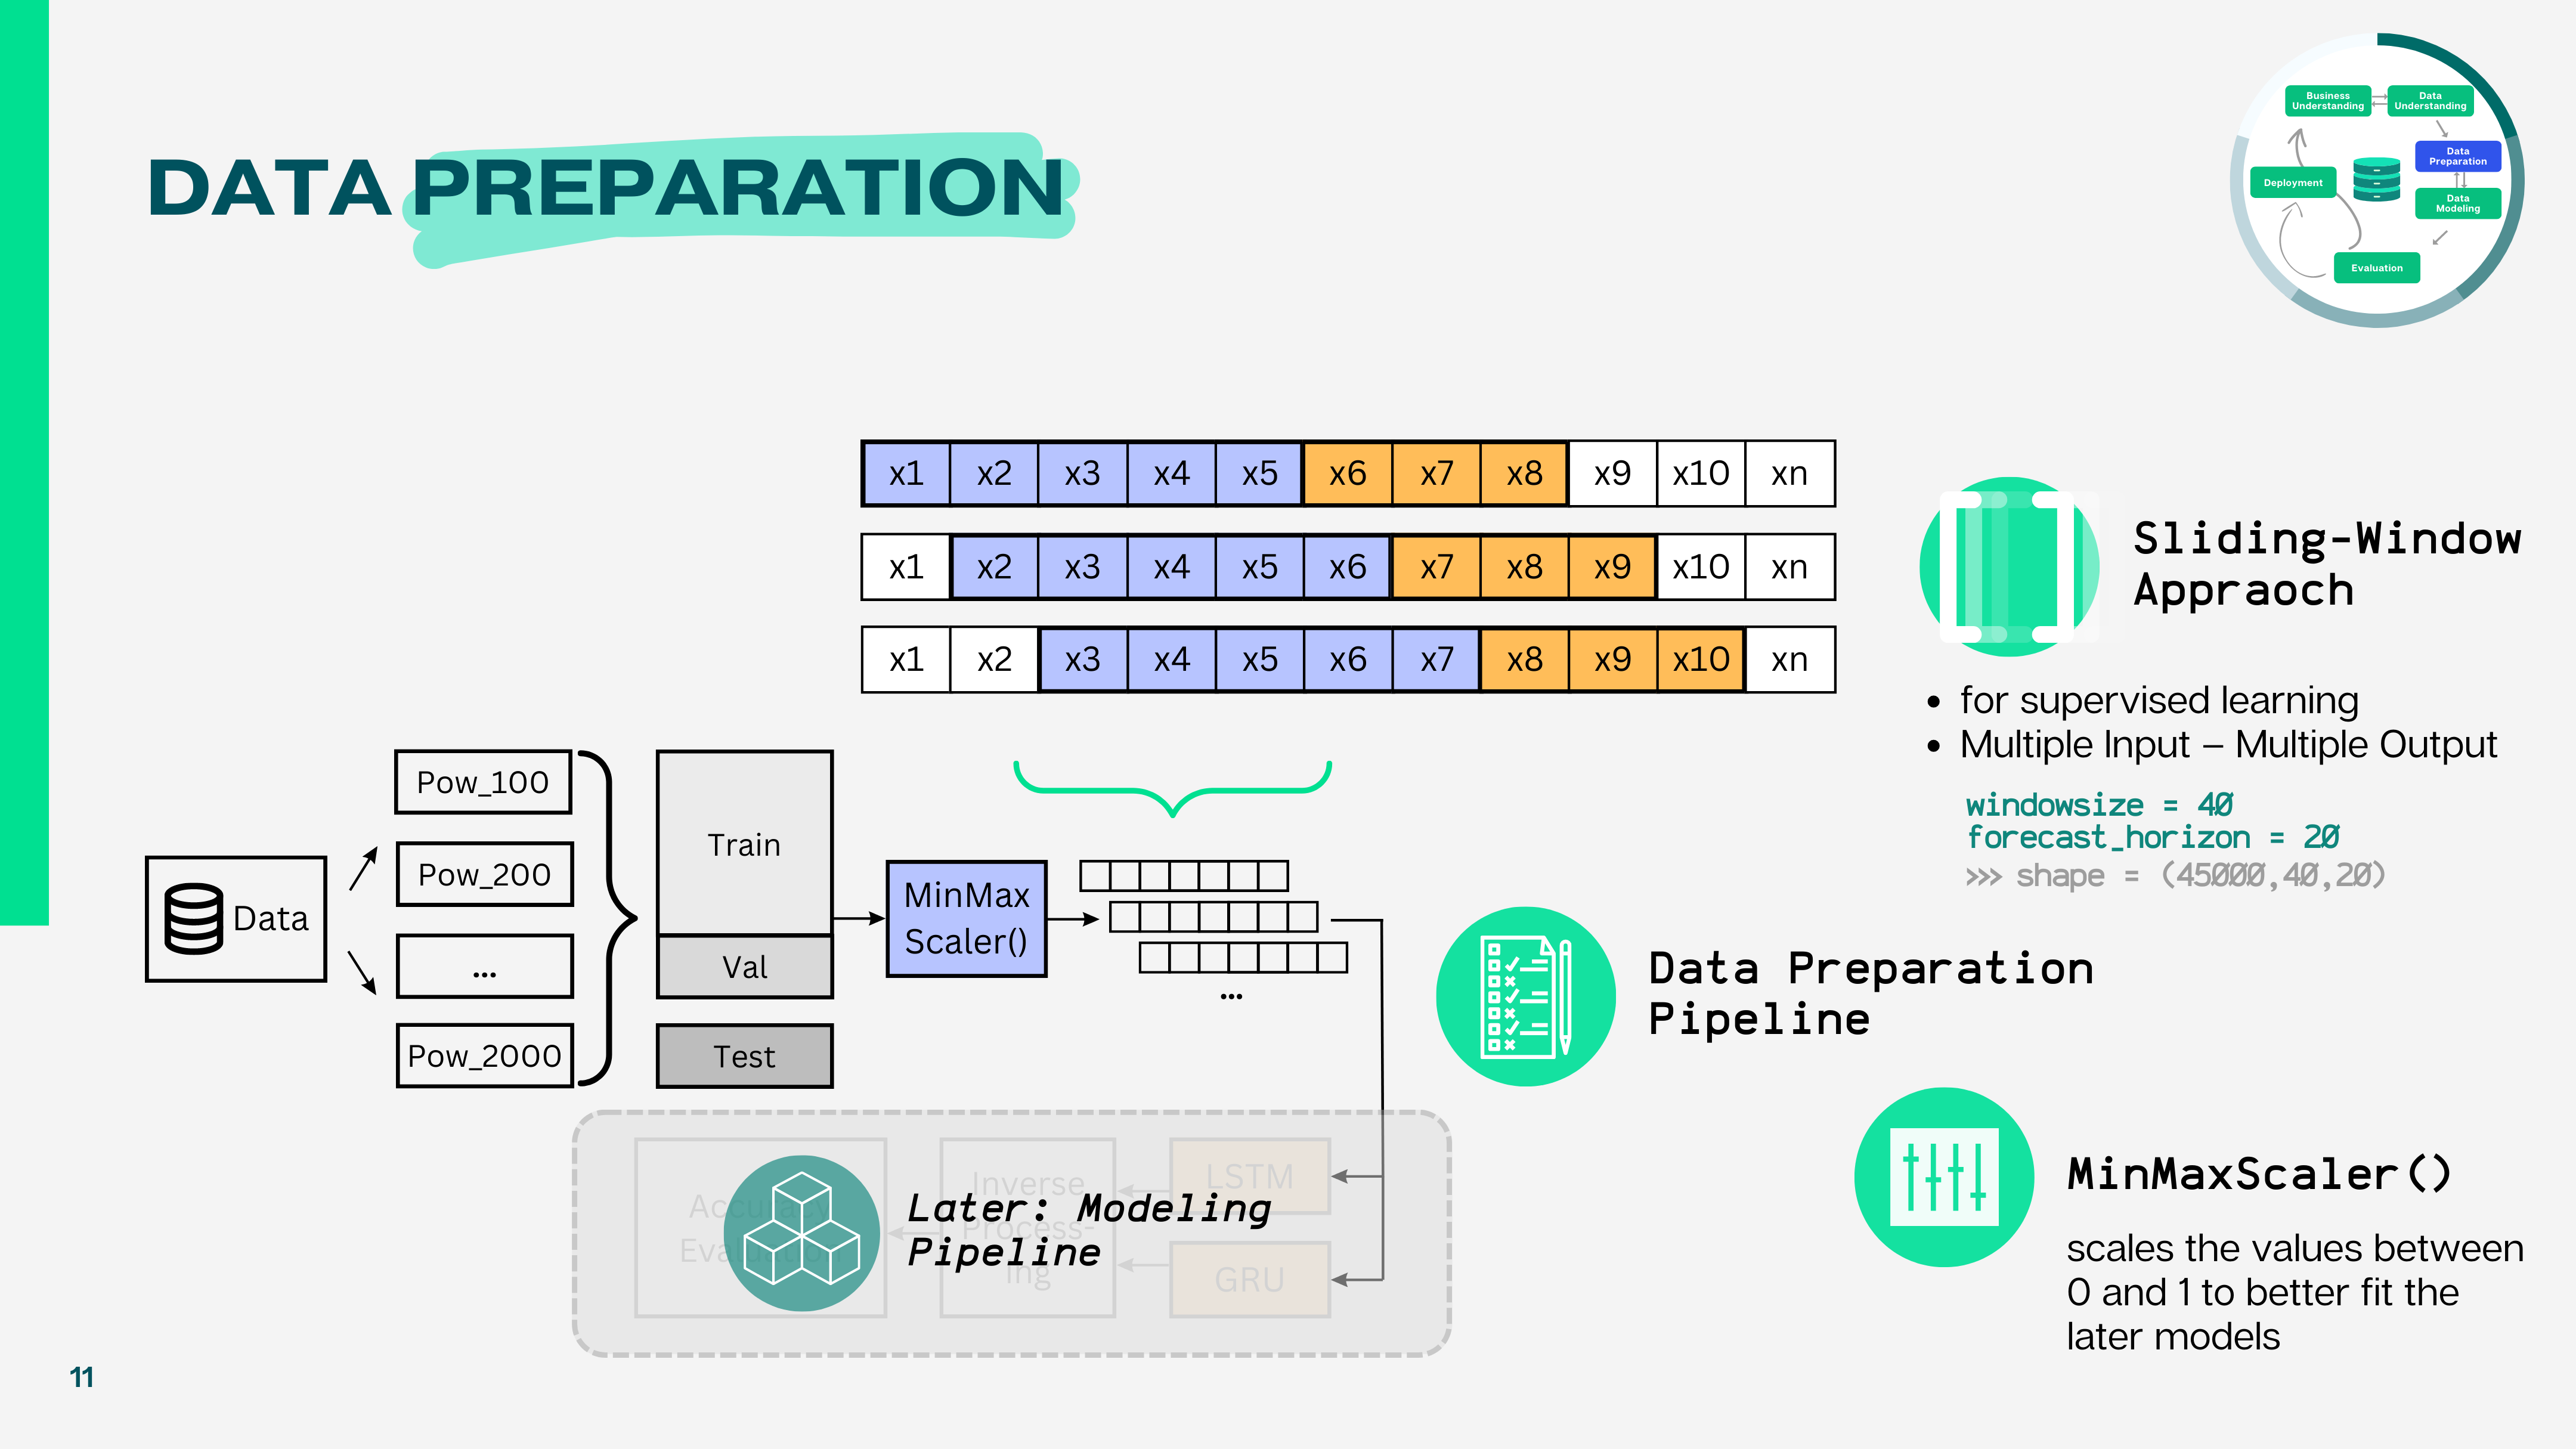 DATA PREPARATION
Business
Understanding
Data
Understanding
Data
Preparation
Deployment
Data
Modeling
Evaluation
x1 x2 x3 x4 x5 x6 x7 x8 x9 x10 xn
x1 x2 x3 x4 x5 x6 x7 x8 x9 x10 xn
x1 x2 x3 x4 x5 x6 x7 x8 x9 x10 xn
Sliding-Window
Appraoch
• for supervised learning
• Multiple Input – Multiple Output
windowsize = 40
forecast_horizon = 20
>>> shape = (45000,40,20)
Data
Pow_100
Pow_200
...
Pow_2000
Train
Val
Test
MinMax
Scaler()
...
Data Preparation
Pipeline
MinMaxScaler()
scales the values between
0 and 1 to better fit the
later models
LSTM
GRU
Inverse
Process-
ing
Accuracy
Evaluation
Later: Modeling
Pipeline
11